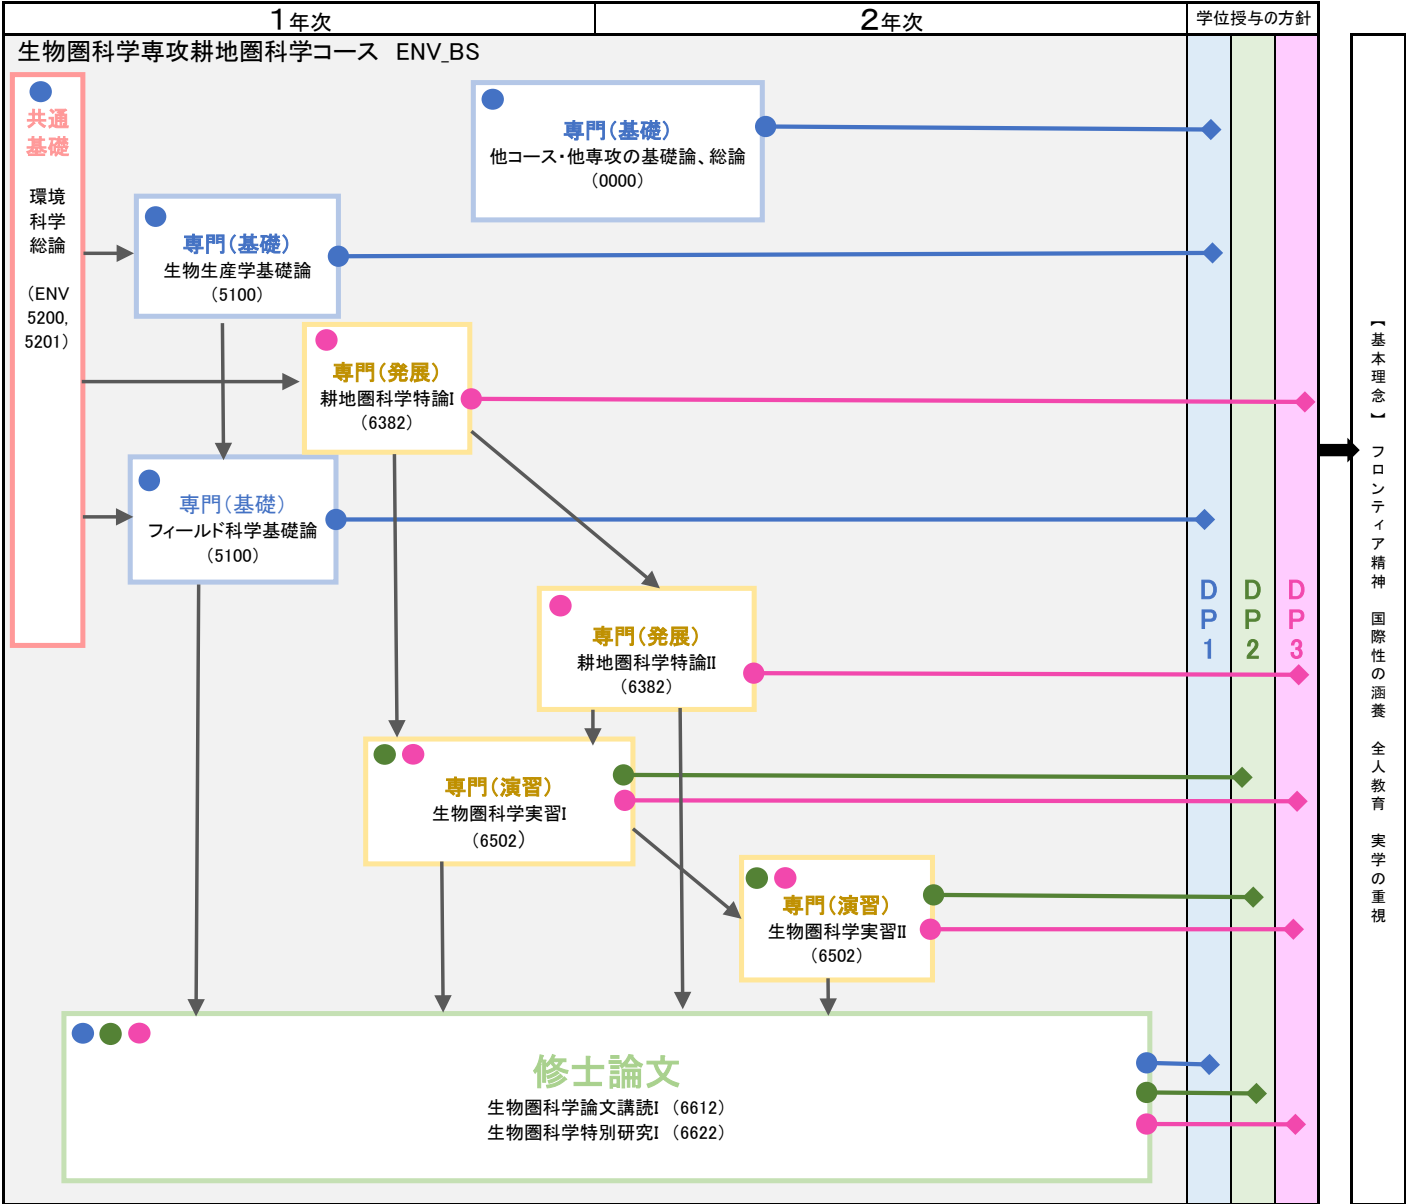 1年次
2年次
学位授与の方針
生物圏科学専攻耕地圏科学コース ENV_BS
共通
基礎
環境
科学
総論
(ENV
5200,
5201)
専門(基礎)
他コース・他専攻の基礎論、総論
(0000)
専門(基礎)
生物生産学基礎論
(5100)
専門(発展)
耕地圏科学特論I
(6382)
専門(基礎)
フィールド科学基礎論
(5100)
専門(発展)
耕地圏科学特論II
(6382)
専門(演習)
生物圏科学実習I
(6502)
専門(演習)
生物圏科学実習II
(6502)
修士論文
生物圏科学論文講読I (6612)
生物圏科学特別研究I (6622)
DP1
DP2
DP3
【基本理念】 フロンティア精神 国際性の涵養 全人教育 実学の重視